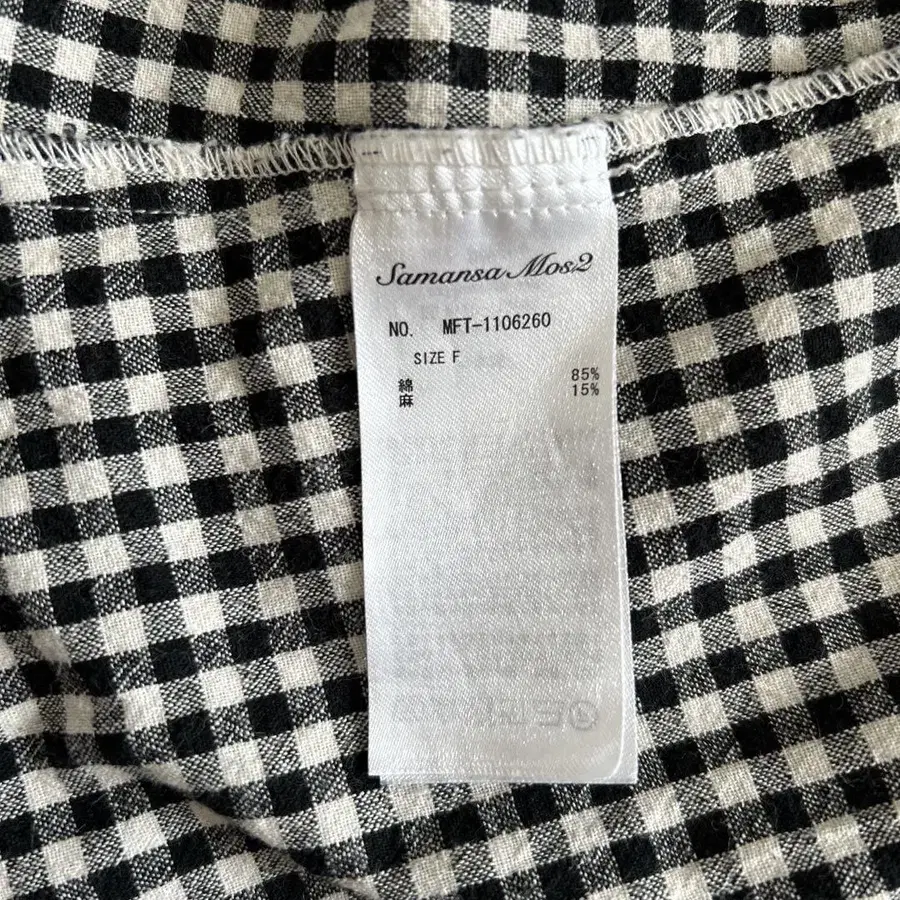 Samansa Mos2
NO. MFT-1106260
SIZE F
綿 85%
麻 15%